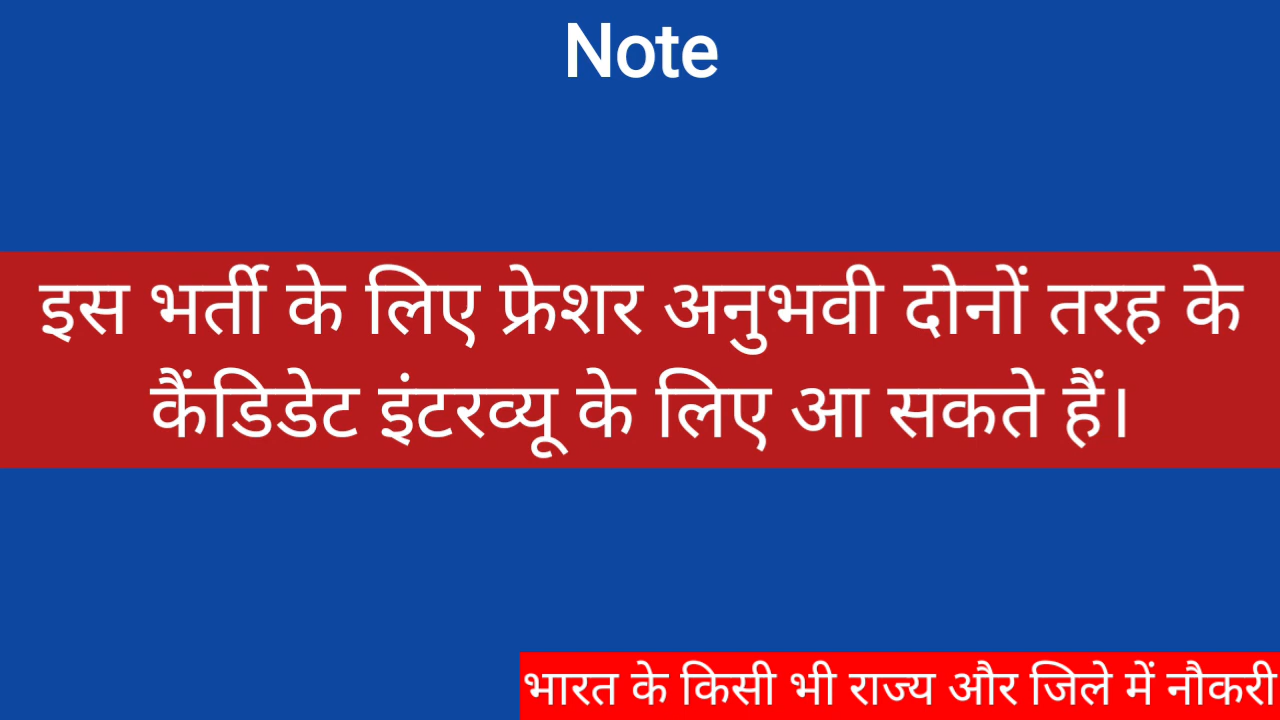 Note
इस भर्ती के लिए फ्रेशर अनुभवी दोनों तरह के
कैंडिडेट इंटरव्यू के लिए आ सकते हैं।
भारत के किसी भी राज्य और जिले में नौकरी